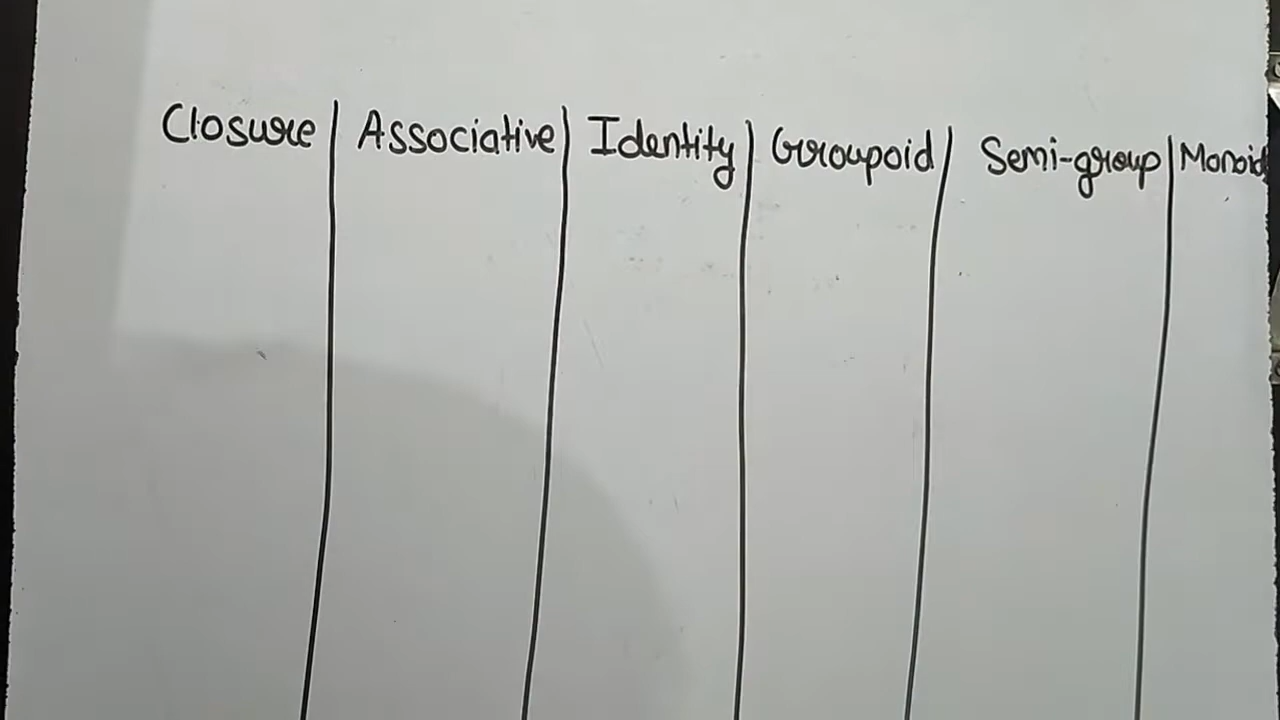 Closure | Associative | Identity | Groupoid | Semi-group | Monoid